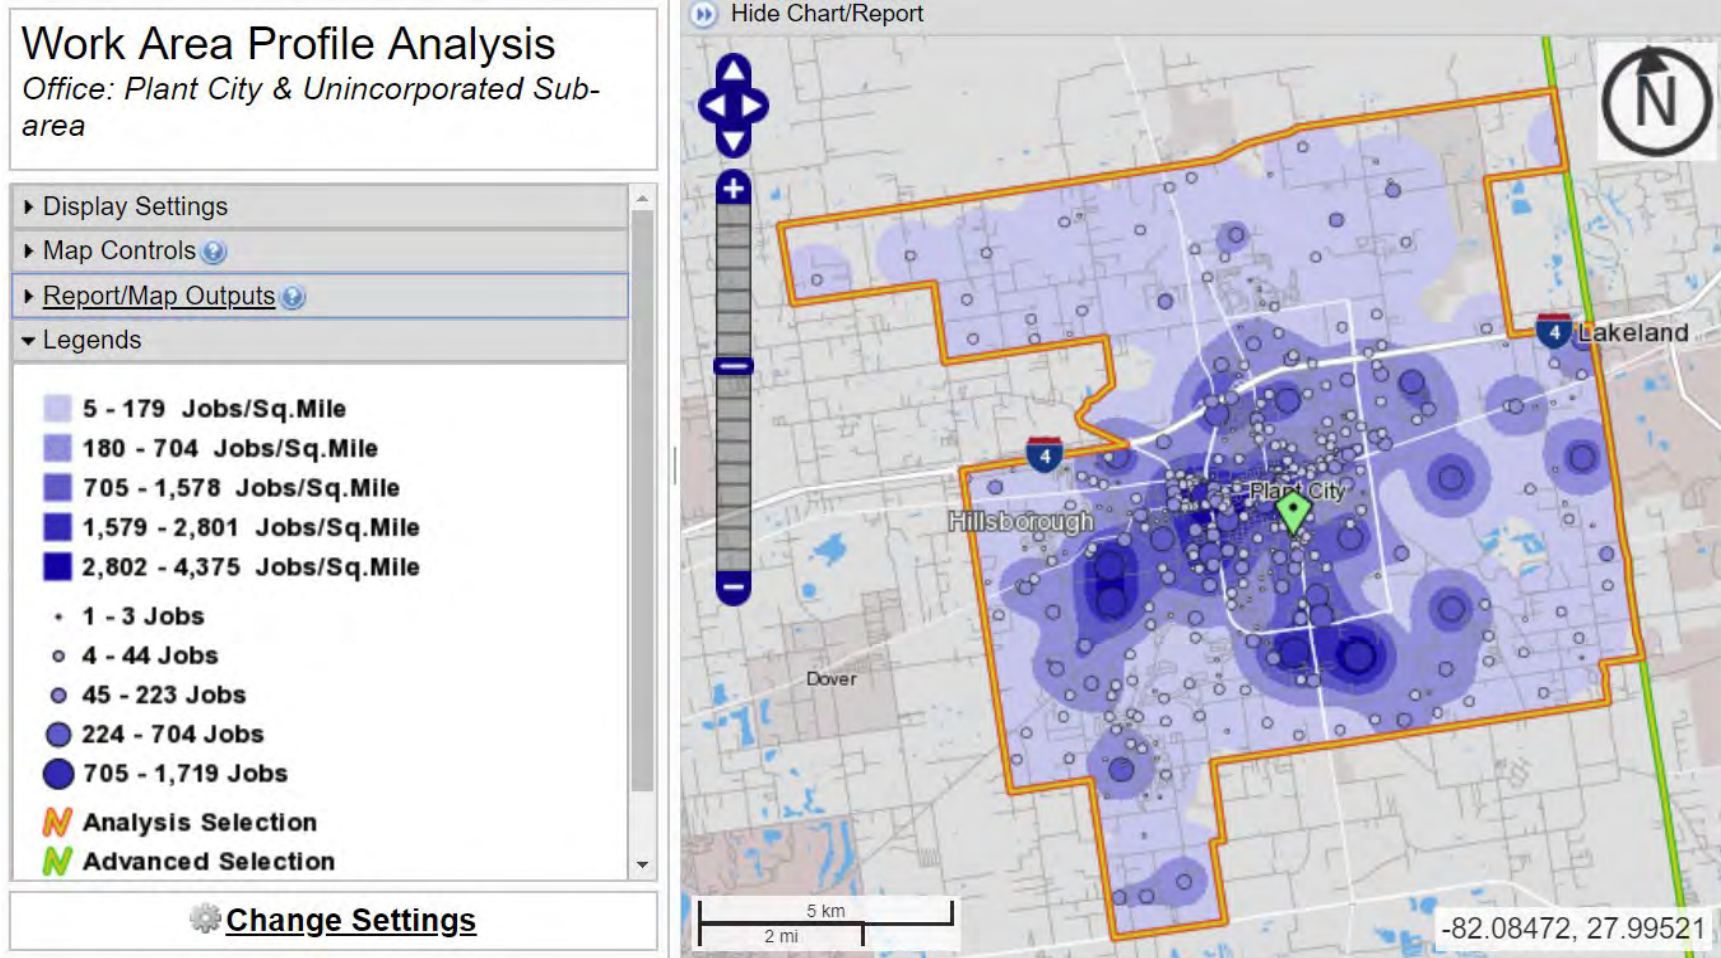 Work Area Profile Analysis
Office: Plant City & Unincorporated Sub-
area
Display Settings
Map Controls ?
Report/Map Outputs ?
Legends
5 - 179 Jobs/Sq.Mile
180 - 704 Jobs/Sq.Mile
705 - 1,578 Jobs/Sq.Mile
1,579 - 2,801 Jobs/Sq.Mile
2,802 - 4,375 Jobs/Sq.Mile
1 - 3 Jobs
4 - 44 Jobs
45 - 223 Jobs
224 - 704 Jobs
705 - 1,719 Jobs
Analysis Selection
Advanced Selection
Change Settings
Hide Chart/Report
N
4
Lakeland
4
Plant City
Hillsborough
Dover
5 km
2 mi
-82.08472, 27.99521